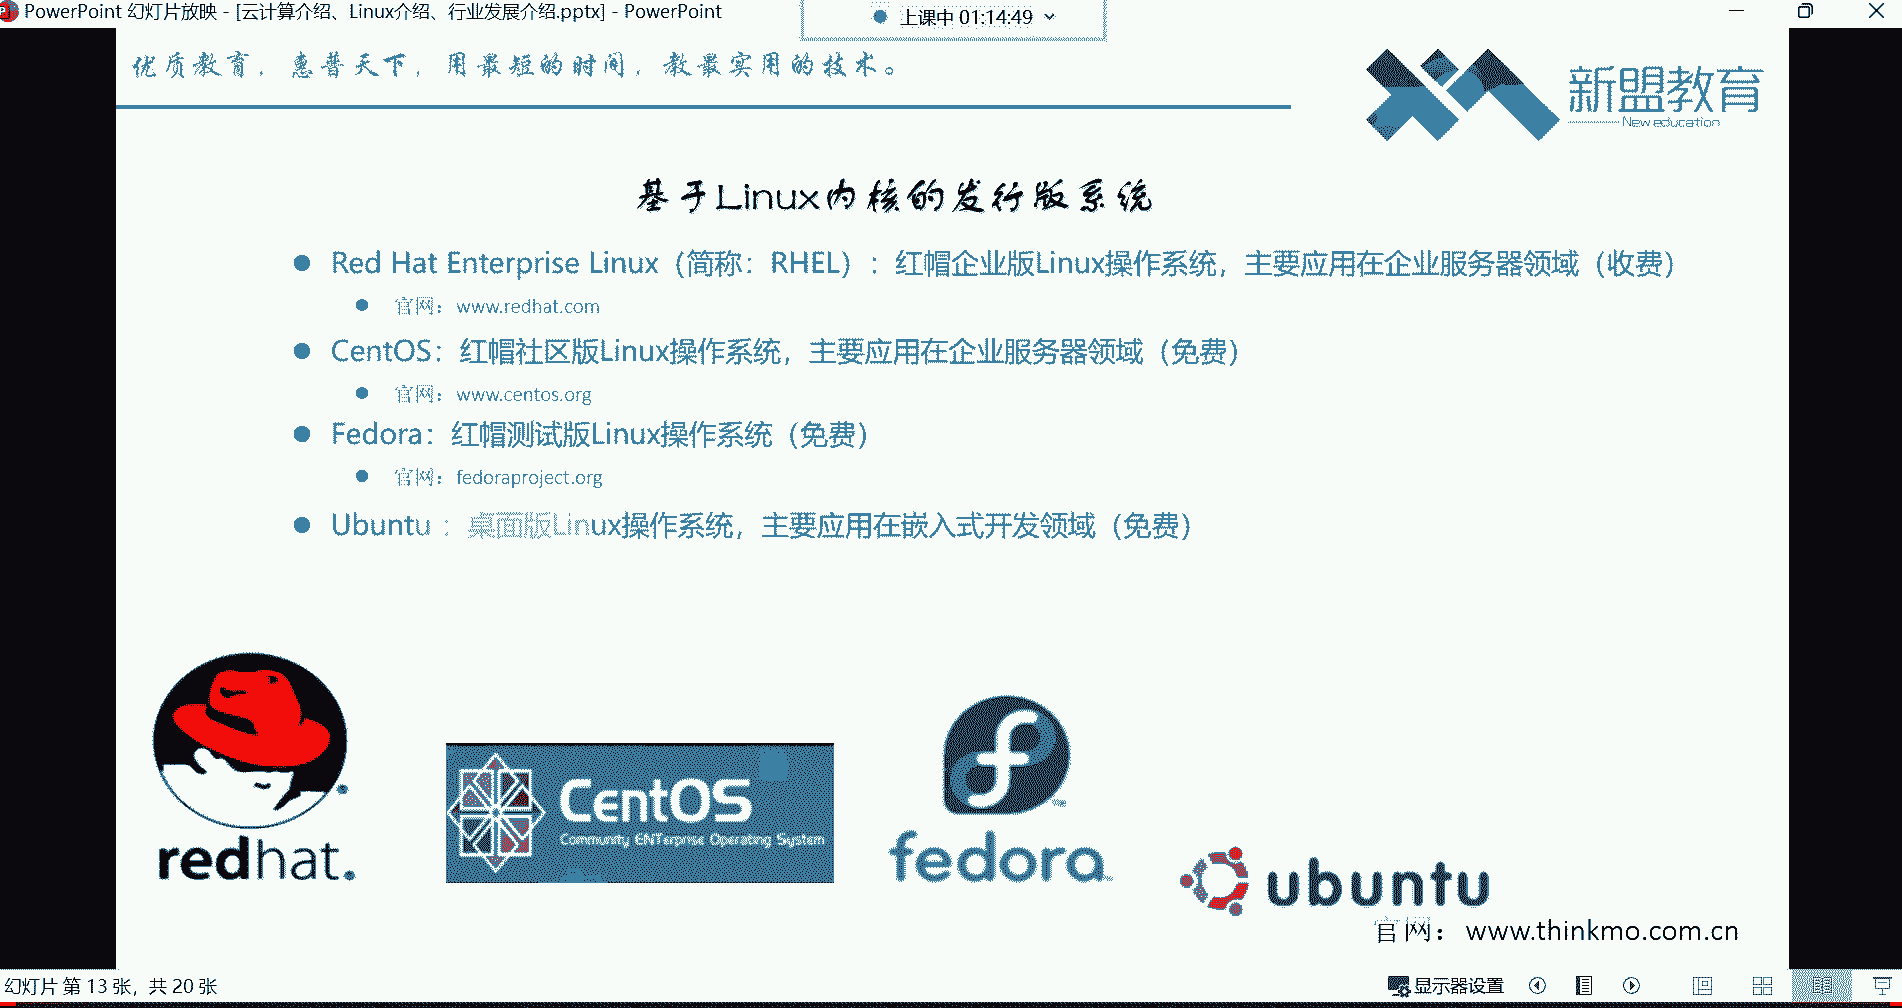 PowerPoint 幻灯片放映 - [云计算介绍、Linux介绍、行业发展介绍.pptx] - PowerPoint
上课中 01:14:49
优质教育，惠普天下，用最短的时间，教最实用的技术。
新盟教育
New education
基于Linux内核的发行版系统
Red Hat Enterprise Linux（简称：RHEL）：红帽企业版Linux操作系统，主要应用在企业服务器领域（收费）
官网：www.redhat.com
CentOS：红帽社区版Linux操作系统，主要应用在企业服务器领域（免费）
官网：www.centos.org
Fedora：红帽测试版Linux操作系统（免费）
官网：fedoraproject.org
Ubuntu ：桌面版Linux操作系统，主要应用在嵌入式开发领域（免费）
redhat.
CentOS
Community ENTerprise Operating System
fedora
ubuntu
官网：www.thinkmo.com.cn
幻灯片 第 13 张，共 20 张
显示器设置